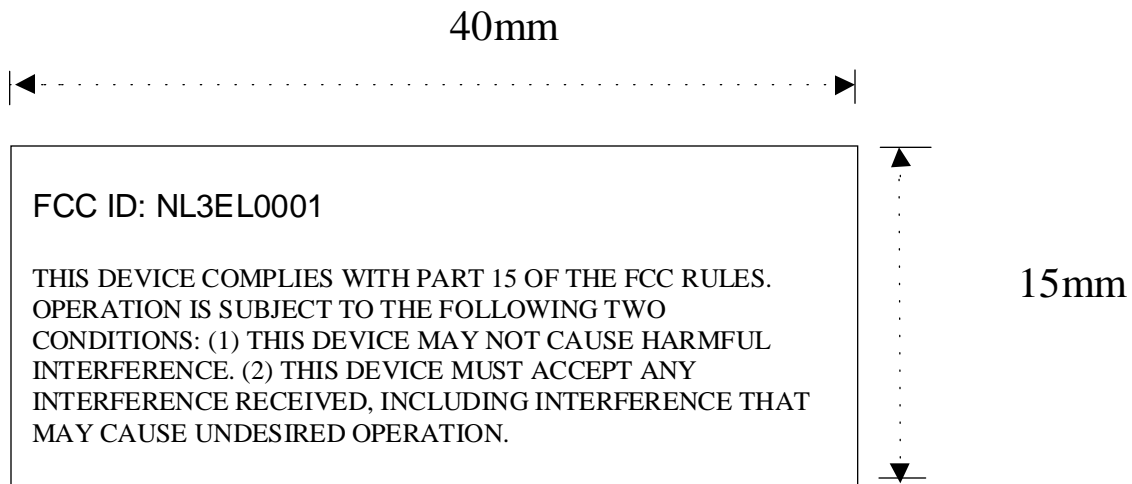 40mm
FCC ID: NL3EL0001
THIS DEVICE COMPLIES WITH PART 15 OF THE FCC RULES.
OPERATION IS SUBJECT TO THE FOLLOWING TWO
CONDITIONS: (1) THIS DEVICE MAY NOT CAUSE HARMFUL
INTERFERENCE. (2) THIS DEVICE MUST ACCEPT ANY
INTERFERENCE RECEIVED, INCLUDING INTERFERENCE THAT
MAY CAUSE UNDESIRED OPERATION.
15mm